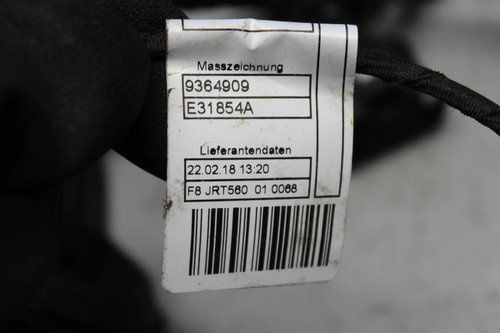 Masszeichnung
9364909
E31854A
Lieferantendaten
22.02.18 13:20
F8 JRT560 01 0068